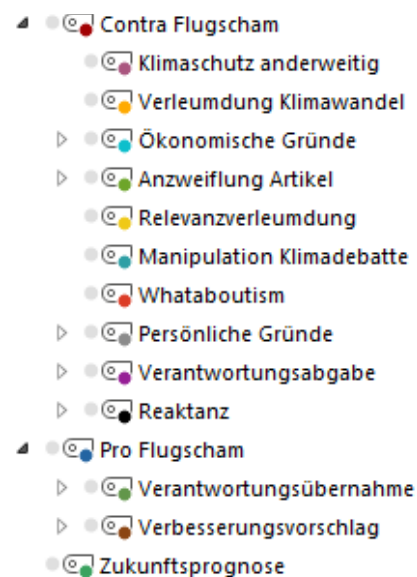 Contra Flugscham
Klimaschutz anderweitig
Verleumdung Klimawandel
Ökonomische Gründe
Anzweiflung Artikel
Relevanzverleumdung
Manipulation Klimadebatte
Whataboutism
Persönliche Gründe
Verantwortungsabgabe
Reaktanz
Pro Flugscham
Verantwortungsübernahme
Verbesserungsvorschlag
Zukunftsprognose